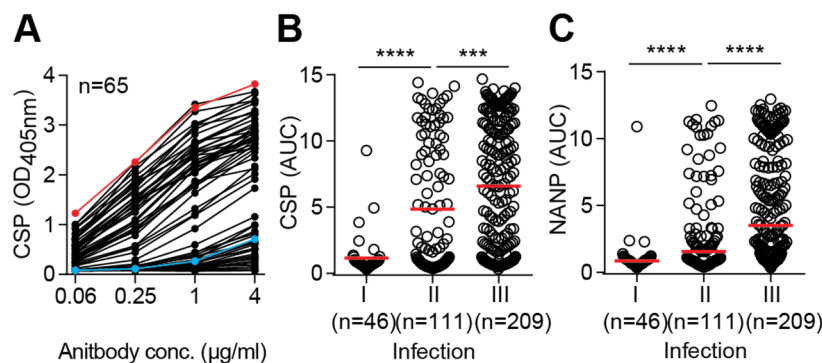 A
CSP (OD405nm)
4
3
2
1
0
n=65
0.06 0.25 1 4
Anitbody conc. (µg/ml)
B
**** ***
CSP (AUC)
15
10
5
0
I II III
(n=46)(n=111)(n=209)
Infection
C
**** ****
NANP (AUC)
15
10
5
0
I II III
(n=46)(n=111)(n=209)
Infection